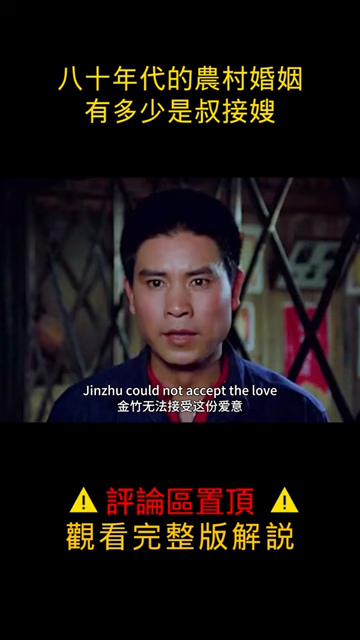 八十年代的農村婚姻
有多少是叔接嫂
Jinzhu could not accept the love
金竹无法接受这份爱意
評論區置頂
觀看完整版解説